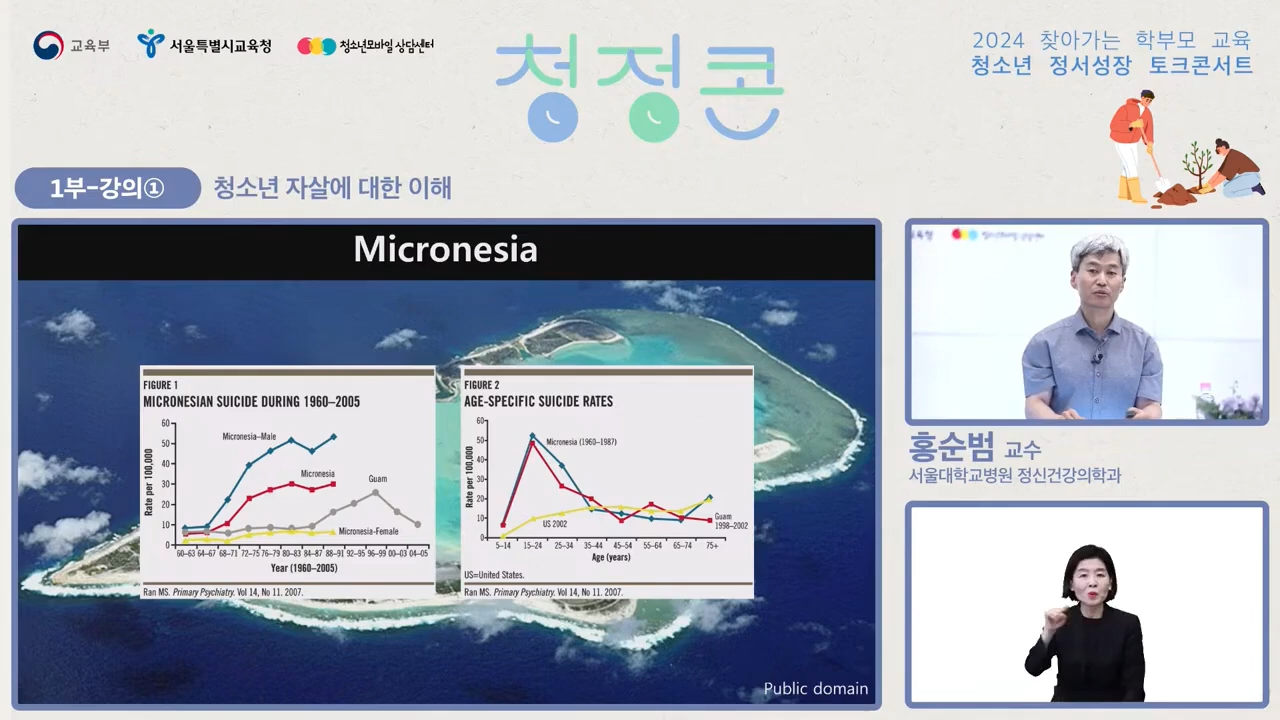 교육부
서울특별시교육청
청소년모바일 상담센터
청정콘
2024 찾아가는 학부모 교육
청소년 정서성장 토크콘서트
1부-강의①
청소년 자살에 대한 이해
Micronesia
FIGURE 1
MICRONESIAN SUICIDE DURING 1960–2005
Rate per 100,000
60
50
40
30
20
10
0
Micronesia–Male
Micronesia
Guam
Micronesia-Female
60–63 64–67 68–71 72–75 76–79 80–83 84–87 88–91 92–95 96–99 00–03 04–05
Year (1960–2005)
Ran MS. Primary Psychiatry. Vol 14, No 11. 2007.
FIGURE 2
AGE-SPECIFIC SUICIDE RATES
Rate per 100,000
60
50
40
30
20
10
0
Micronesia (1960–1987)
US 2002
Guam
1998–2002
5–14 15–24 25–34 35–44 45–54 55–64 65–74 75+
Age (years)
US=United States.
Ran MS. Primary Psychiatry. Vol 14, No 11. 2007.
Public domain
홍순범 교수
서울대학교병원 정신건강의학과